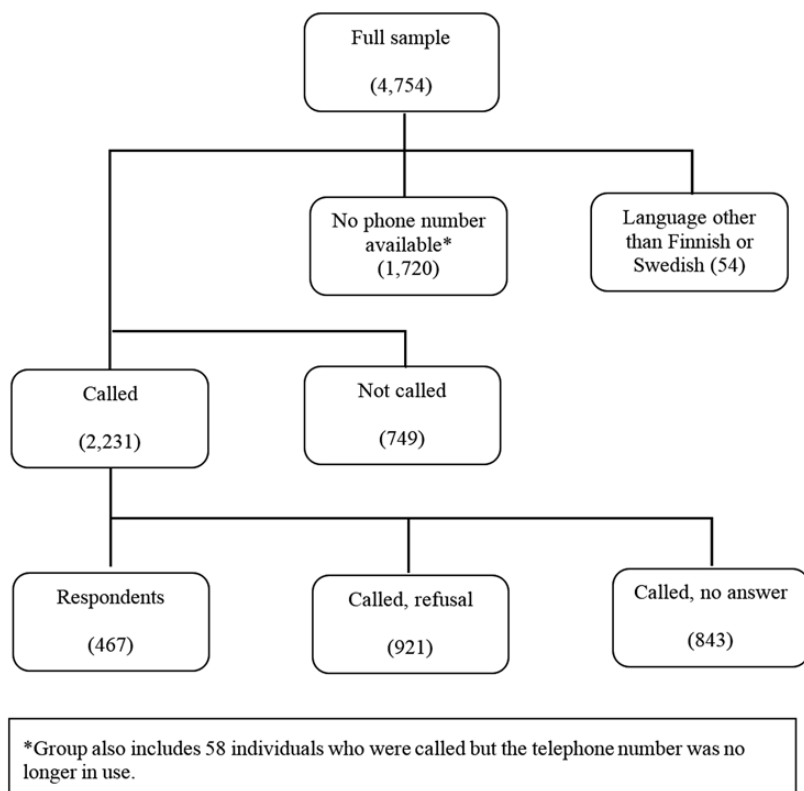 Full sample
(4,754)
No phone number
available*
(1,720)
Language other
than Finnish or
Swedish (54)
Called
(2,231)
Not called
(749)
Respondents
(467)
Called, refusal
(921)
Called, no answer
(843)
*Group also includes 58 individuals who were called but the telephone number was no
longer in use.